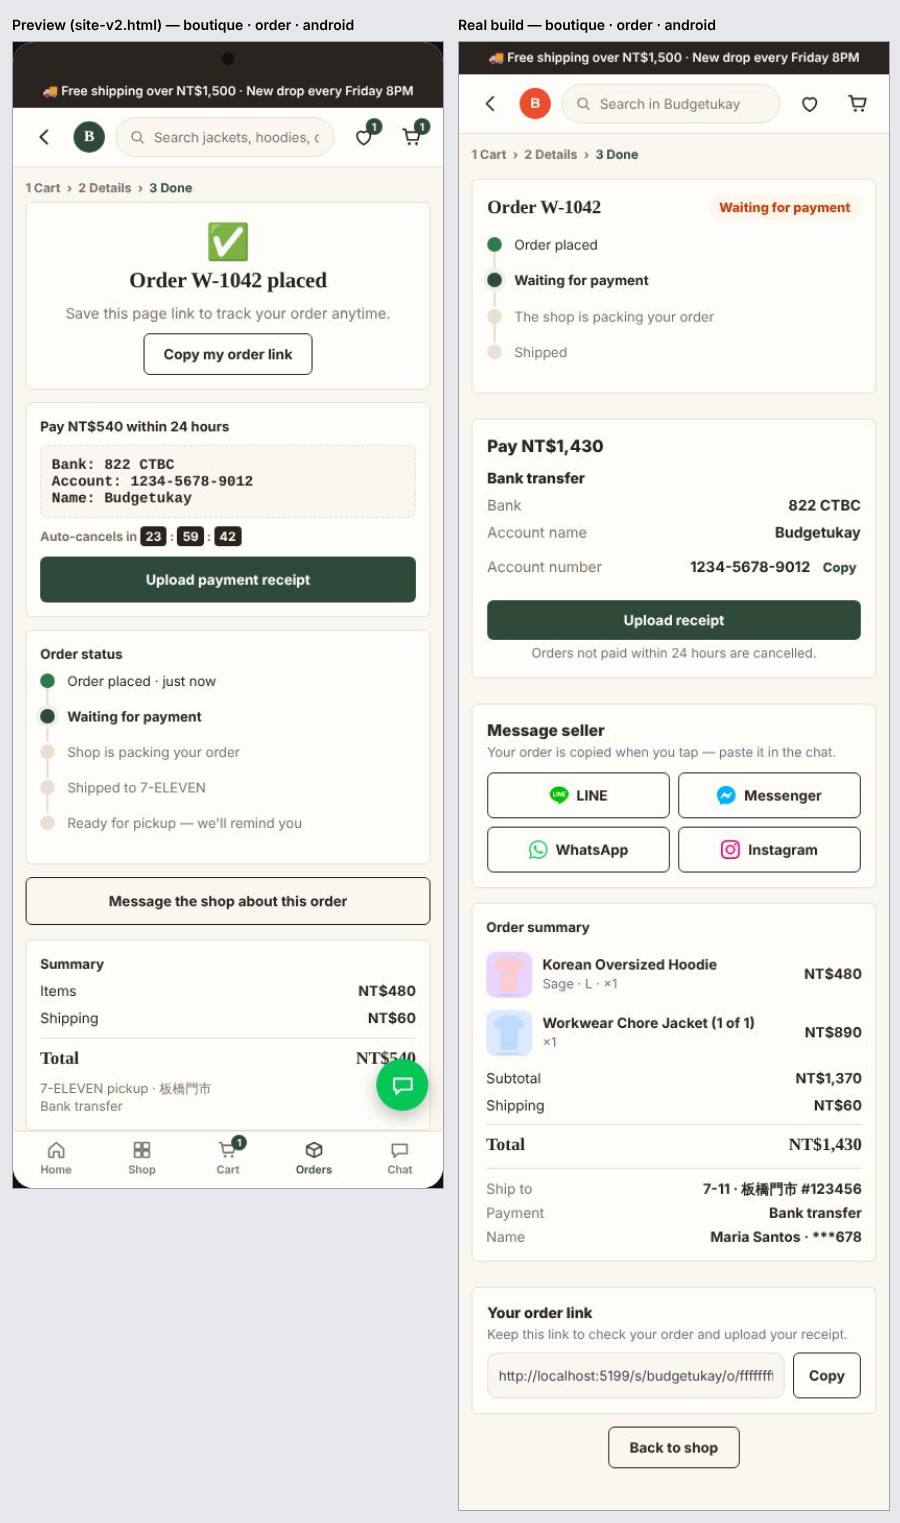 Preview (site-v2.html) — boutique · order · android
🚚 Free shipping over NT$1,500 · New drop every Friday 8PM
B
Search jackets, hoodies, c
1
1
1 Cart › 2 Details › 3 Done
Order W-1042 placed
Save this page link to track your order anytime.
Copy my order link
Pay NT$540 within 24 hours
Bank: 822 CTBC
Account: 1234-5678-9012
Name: Budgetukay
Auto-cancels in 23 : 59 : 42
Upload payment receipt
Order status
Order placed · just now
Waiting for payment
Shop is packing your order
Shipped to 7-ELEVEN
Ready for pickup — we'll remind you
Message the shop about this order
Summary
Items NT$480
Shipping NT$60
Total NT$540
7-ELEVEN pickup · 板橋門市
Bank transfer
1
Home Shop Cart Orders Chat
Real build — boutique · order · android
🚚 Free shipping over NT$1,500 · New drop every Friday 8PM
B
Search in Budgetukay
1 Cart › 2 Details › 3 Done
Order W-1042 Waiting for payment
Order placed
Waiting for payment
The shop is packing your order
Shipped
Pay NT$1,430
Bank transfer
Bank 822 CTBC
Account name Budgetukay
Account number 1234-5678-9012 Copy
Upload receipt
Orders not paid within 24 hours are cancelled.
Message seller
Your order is copied when you tap — paste it in the chat.
LINE LINE
Messenger
WhatsApp
Instagram
Order summary
Korean Oversized Hoodie NT$480
Sage · L · ×1
Workwear Chore Jacket (1 of 1) NT$890
×1
Subtotal NT$1,370
Shipping NT$60
Total NT$1,430
Ship to 7-11 · 板橋門市 #123456
Payment Bank transfer
Name Maria Santos · ***678
Your order link
Keep this link to check your order and upload your receipt.
http://localhost:5199/s/budgetukay/o/fffffff
Copy
Back to shop